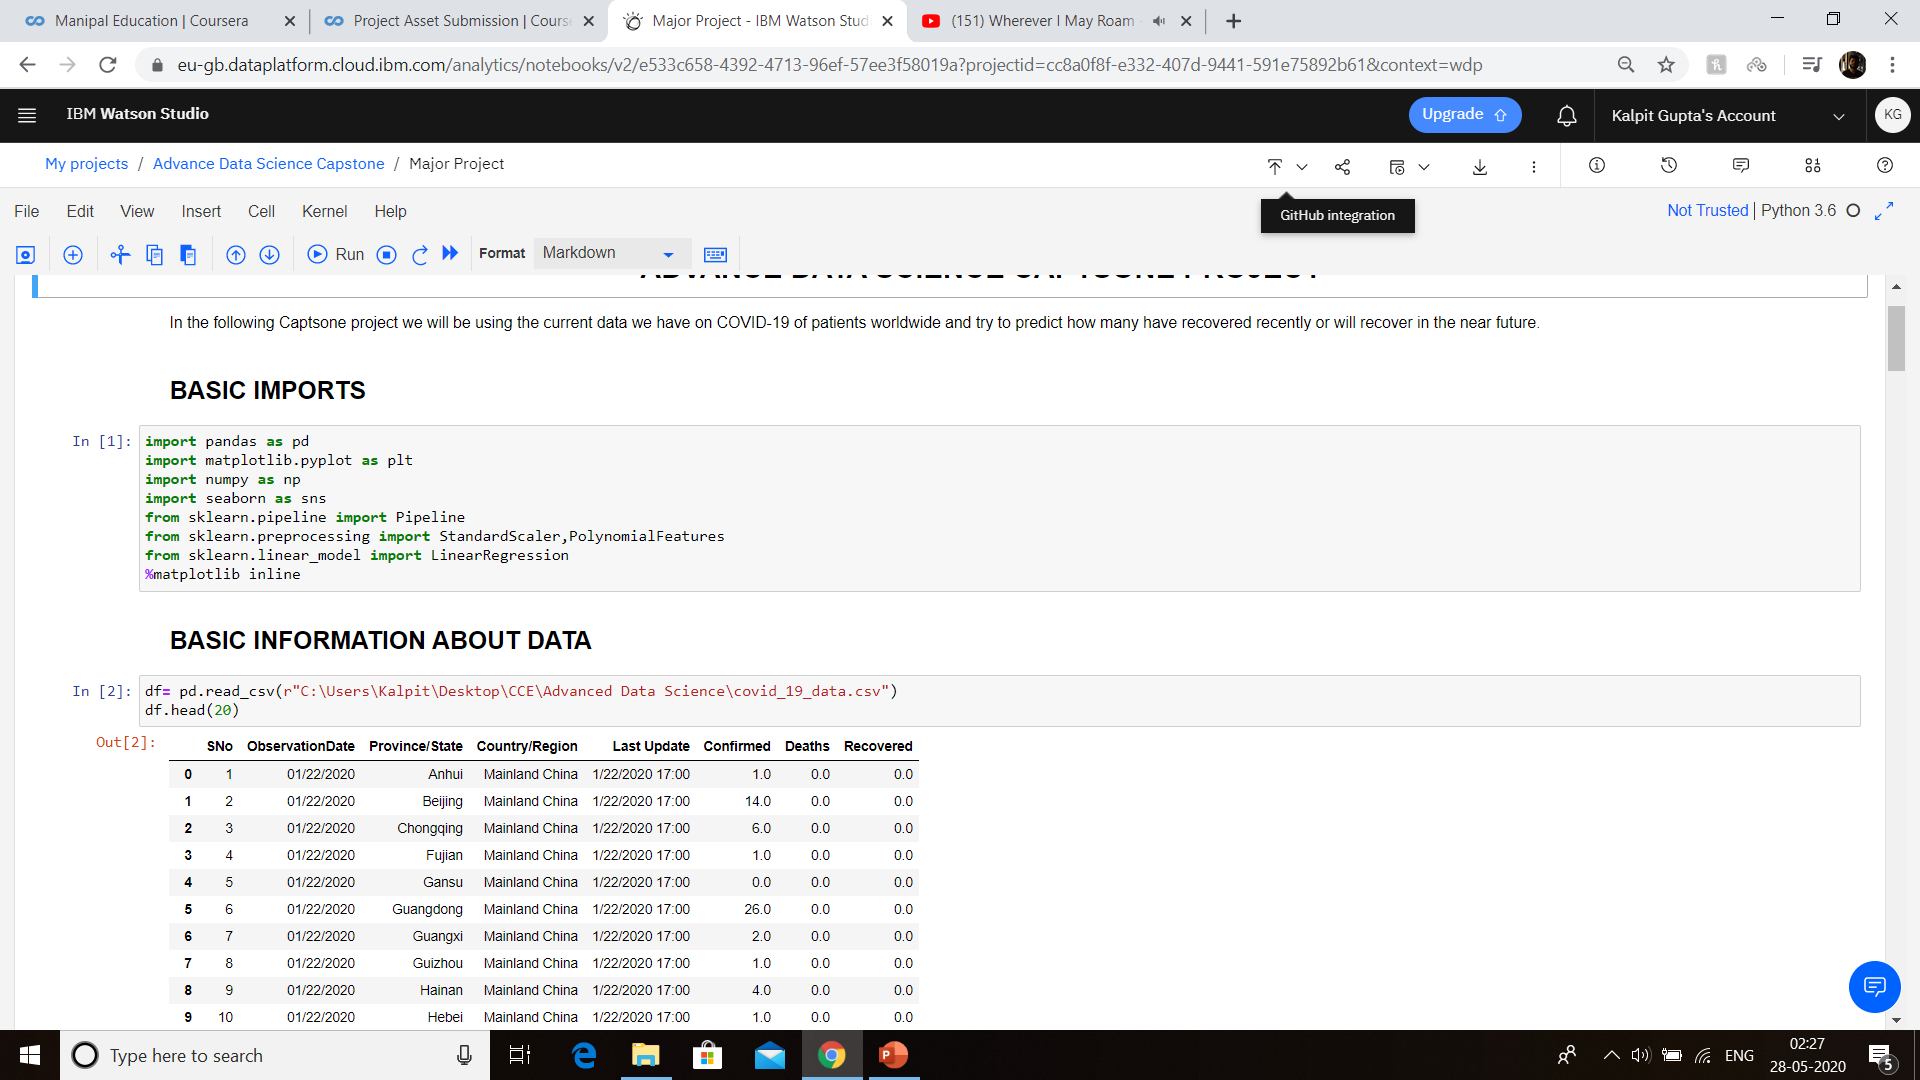 Manipal Education | Coursera
Project Asset Submission | Cours
Major Project - IBM Watson Stud
(151) Wherever I May Roam -
eu-gb.dataplatform.cloud.ibm.com/analytics/notebooks/v2/e533c658-4392-4713-96ef-57ee3f58019a?projectid=cc8a0f8f-e332-407d-9441-591e75892b61&context=wdp
IBM Watson Studio
Upgrade
Kalpit Gupta's Account
KG
My projects / Advance Data Science Capstone / Major Project
GitHub integration
File Edit View Insert Cell Kernel Help
Not Trusted | Python 3.6
Run
Format
Markdown
ADVANCE DATA SCIENCE CAPTSONE PROJECT
In the following Captsone project we will be using the current data we have on COVID-19 of patients worldwide and try to predict how many have recovered recently or will recover in the near future.
BASIC IMPORTS
In [1]: import pandas as pd
import matplotlib.pyplot as plt
import numpy as np
import seaborn as sns
from sklearn.pipeline import Pipeline
from sklearn.preprocessing import StandardScaler,PolynomialFeatures
from sklearn.linear_model import LinearRegression
%matplotlib inline
BASIC INFORMATION ABOUT DATA
In [2]: df= pd.read_csv(r"C:\Users\Kalpit\Desktop\CCE\Advanced Data Science\covid_19_data.csv")
df.head(20)
Out[2]:
SNo ObservationDate Province/State Country/Region Last Update Confirmed Deaths Recovered
0 1 01/22/2020 Anhui Mainland China 1/22/2020 17:00 1.0 0.0 0.0
1 2 01/22/2020 Beijing Mainland China 1/22/2020 17:00 14.0 0.0 0.0
2 3 01/22/2020 Chongqing Mainland China 1/22/2020 17:00 6.0 0.0 0.0
3 4 01/22/2020 Fujian Mainland China 1/22/2020 17:00 1.0 0.0 0.0
4 5 01/22/2020 Gansu Mainland China 1/22/2020 17:00 0.0 0.0 0.0
5 6 01/22/2020 Guangdong Mainland China 1/22/2020 17:00 26.0 0.0 0.0
6 7 01/22/2020 Guangxi Mainland China 1/22/2020 17:00 2.0 0.0 0.0
7 8 01/22/2020 Guizhou Mainland China 1/22/2020 17:00 1.0 0.0 0.0
8 9 01/22/2020 Hainan Mainland China 1/22/2020 17:00 4.0 0.0 0.0
9 10 01/22/2020 Hebei Mainland China 1/22/2020 17:00 1.0 0.0 0.0
Type here to search
ENG
02:27
28-05-2020
5